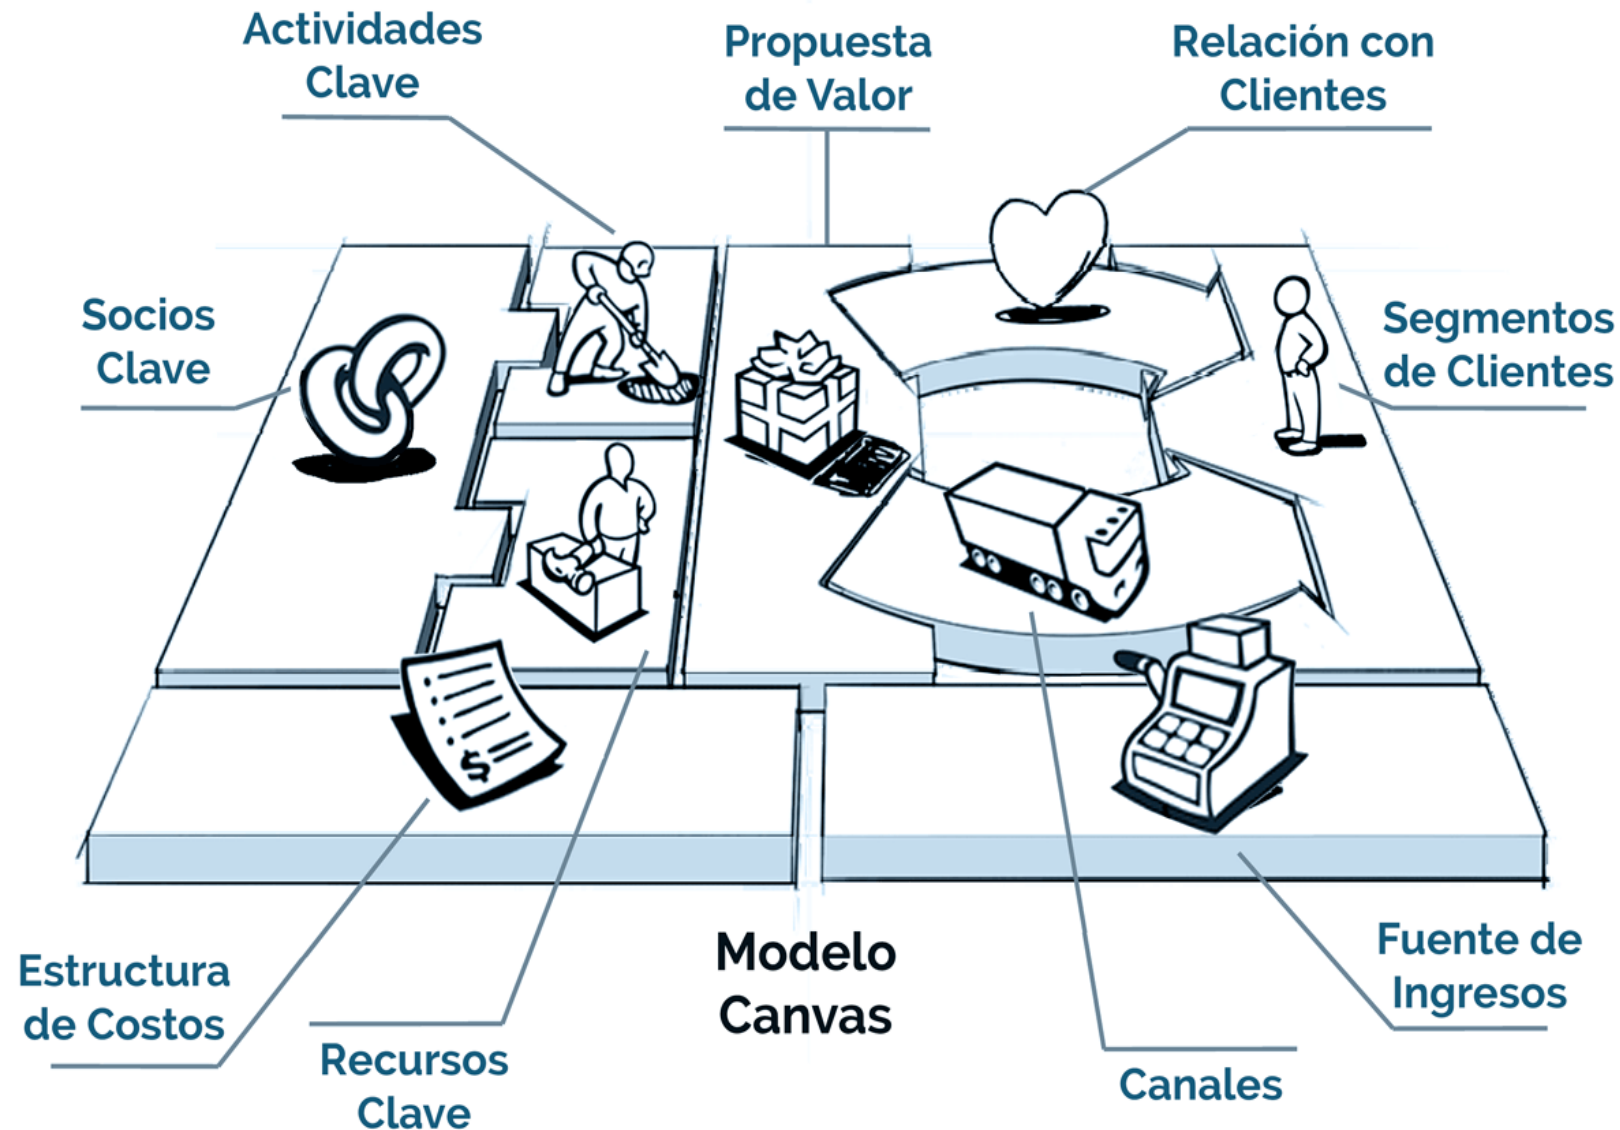 Actividades
Clave
Propuesta
de Valor
Relación con
Clientes
Socios
Clave
Segmentos
de Clientes
$
Estructura
de Costos
Recursos
Clave
Modelo
Canvas
Canales
Fuente de
Ingresos